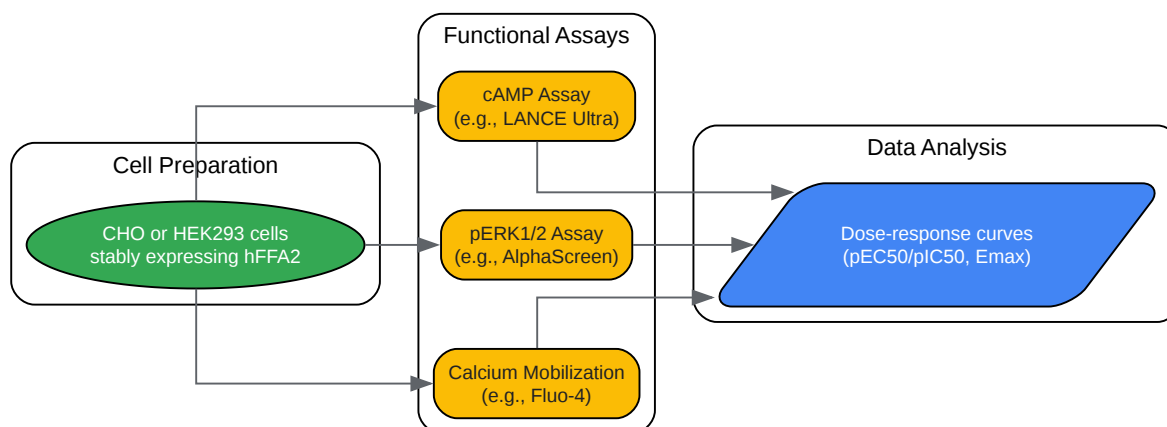 Functional Assays
cAMP Assay
(e.g., LANCE Ultra)
Cell Preparation
Data Analysis
CHO or HEK293 cells
stably expressing hFFA2
pERK1/2 Assay
(e.g., AlphaScreen)
Dose-response curves
(pEC50/pIC50, Emax)
Calcium Mobilization
(e.g., Fluo-4)